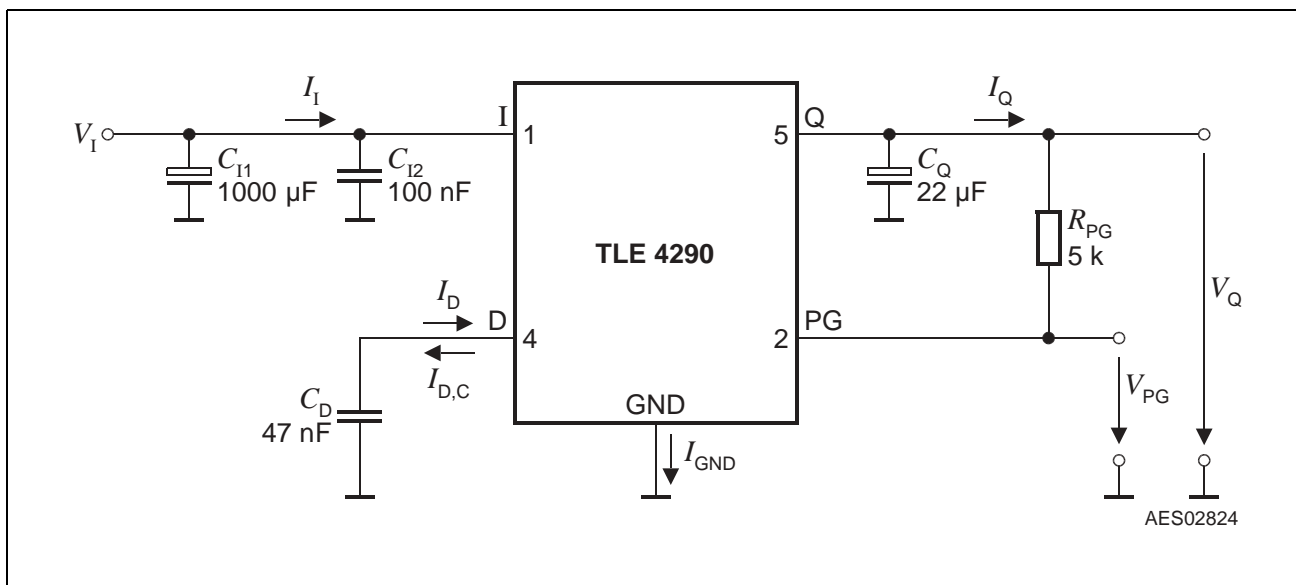 I_I
V_I
I
1
C_I1
1000 µF
C_I2
100 nF
TLE 4290
Q
5
I_Q
C_Q
22 µF
R_PG
5 k
V_Q
I_D
D
4
I_D,C
C_D
47 nF
GND
I_GND
PG
2
V_PG
AES02824